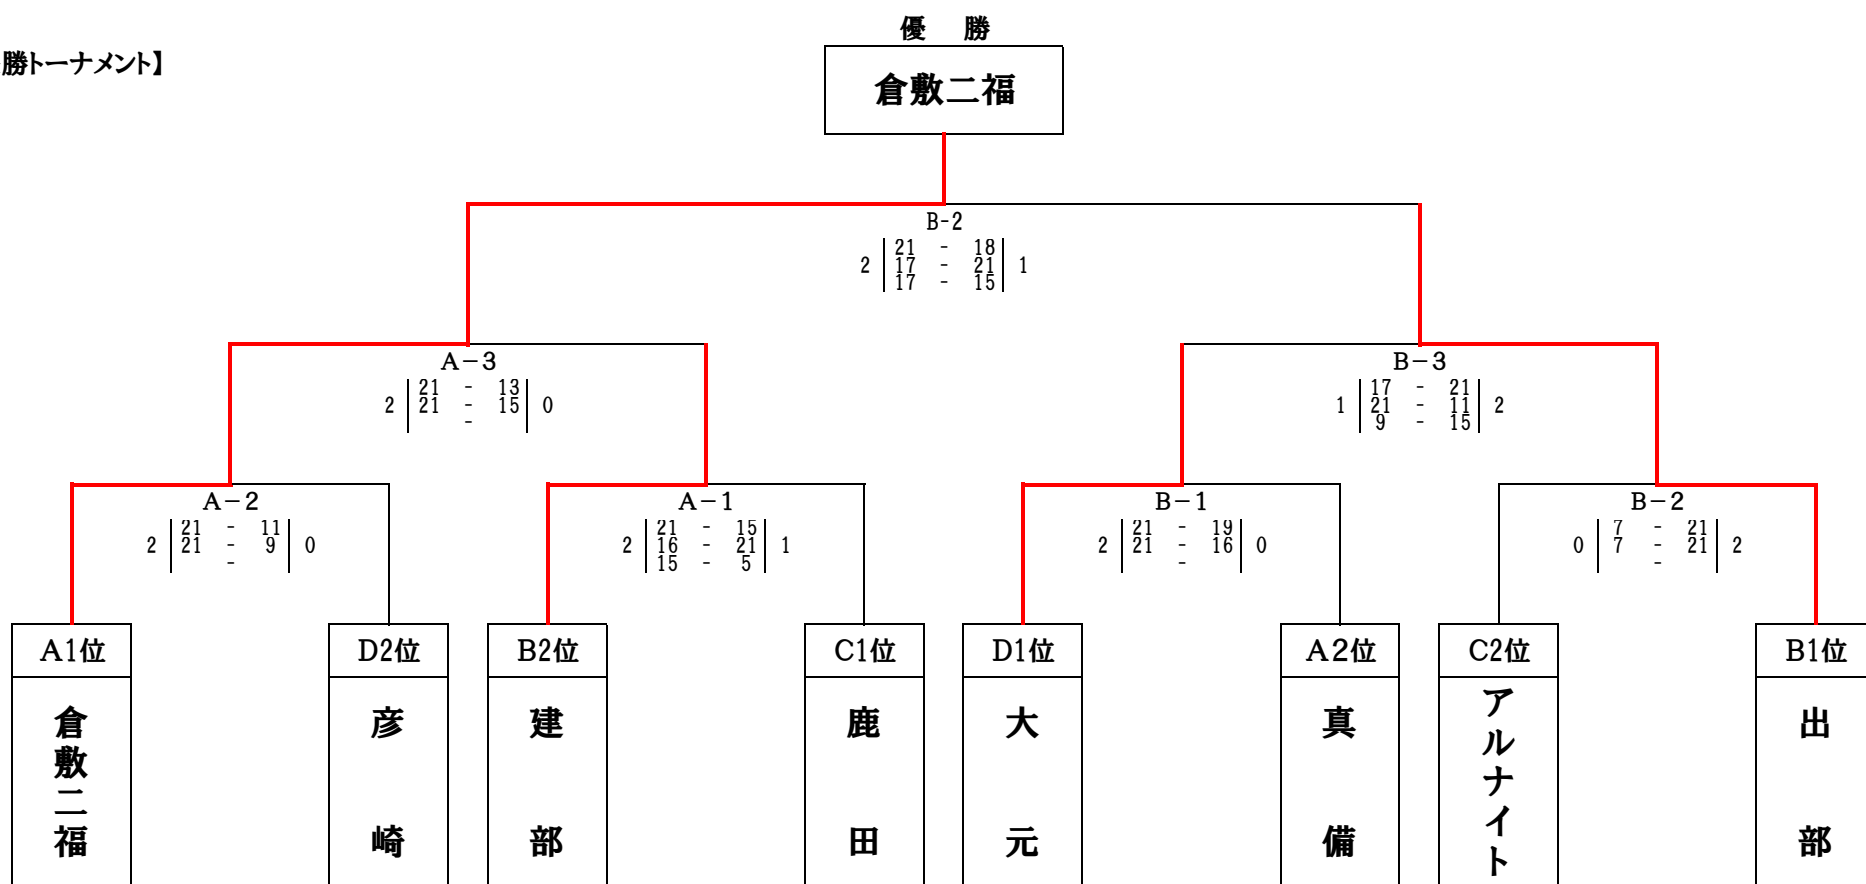 優 勝
勝トーナメント】
倉敷二福
B-2
21 - 18
2 17 - 21 1
17 - 15
A-3 B-3
21 - 13 17 - 21
2 21 - 15 0 1 21 - 11 2
- 9 - 15
A-2 A-1 B-1 B-2
21 - 11 21 - 15 21 - 19 7 - 21
2 21 - 9 0 2 16 - 21 1 2 21 - 16 0 0 7 - 21 2
- 15 - 5 - -
A1位 D2位 B2位 C1位 D1位 A2位 C2位 B1位
倉敷二福 彦崎 建部 鹿田 大元 真備 アルナイト 出部